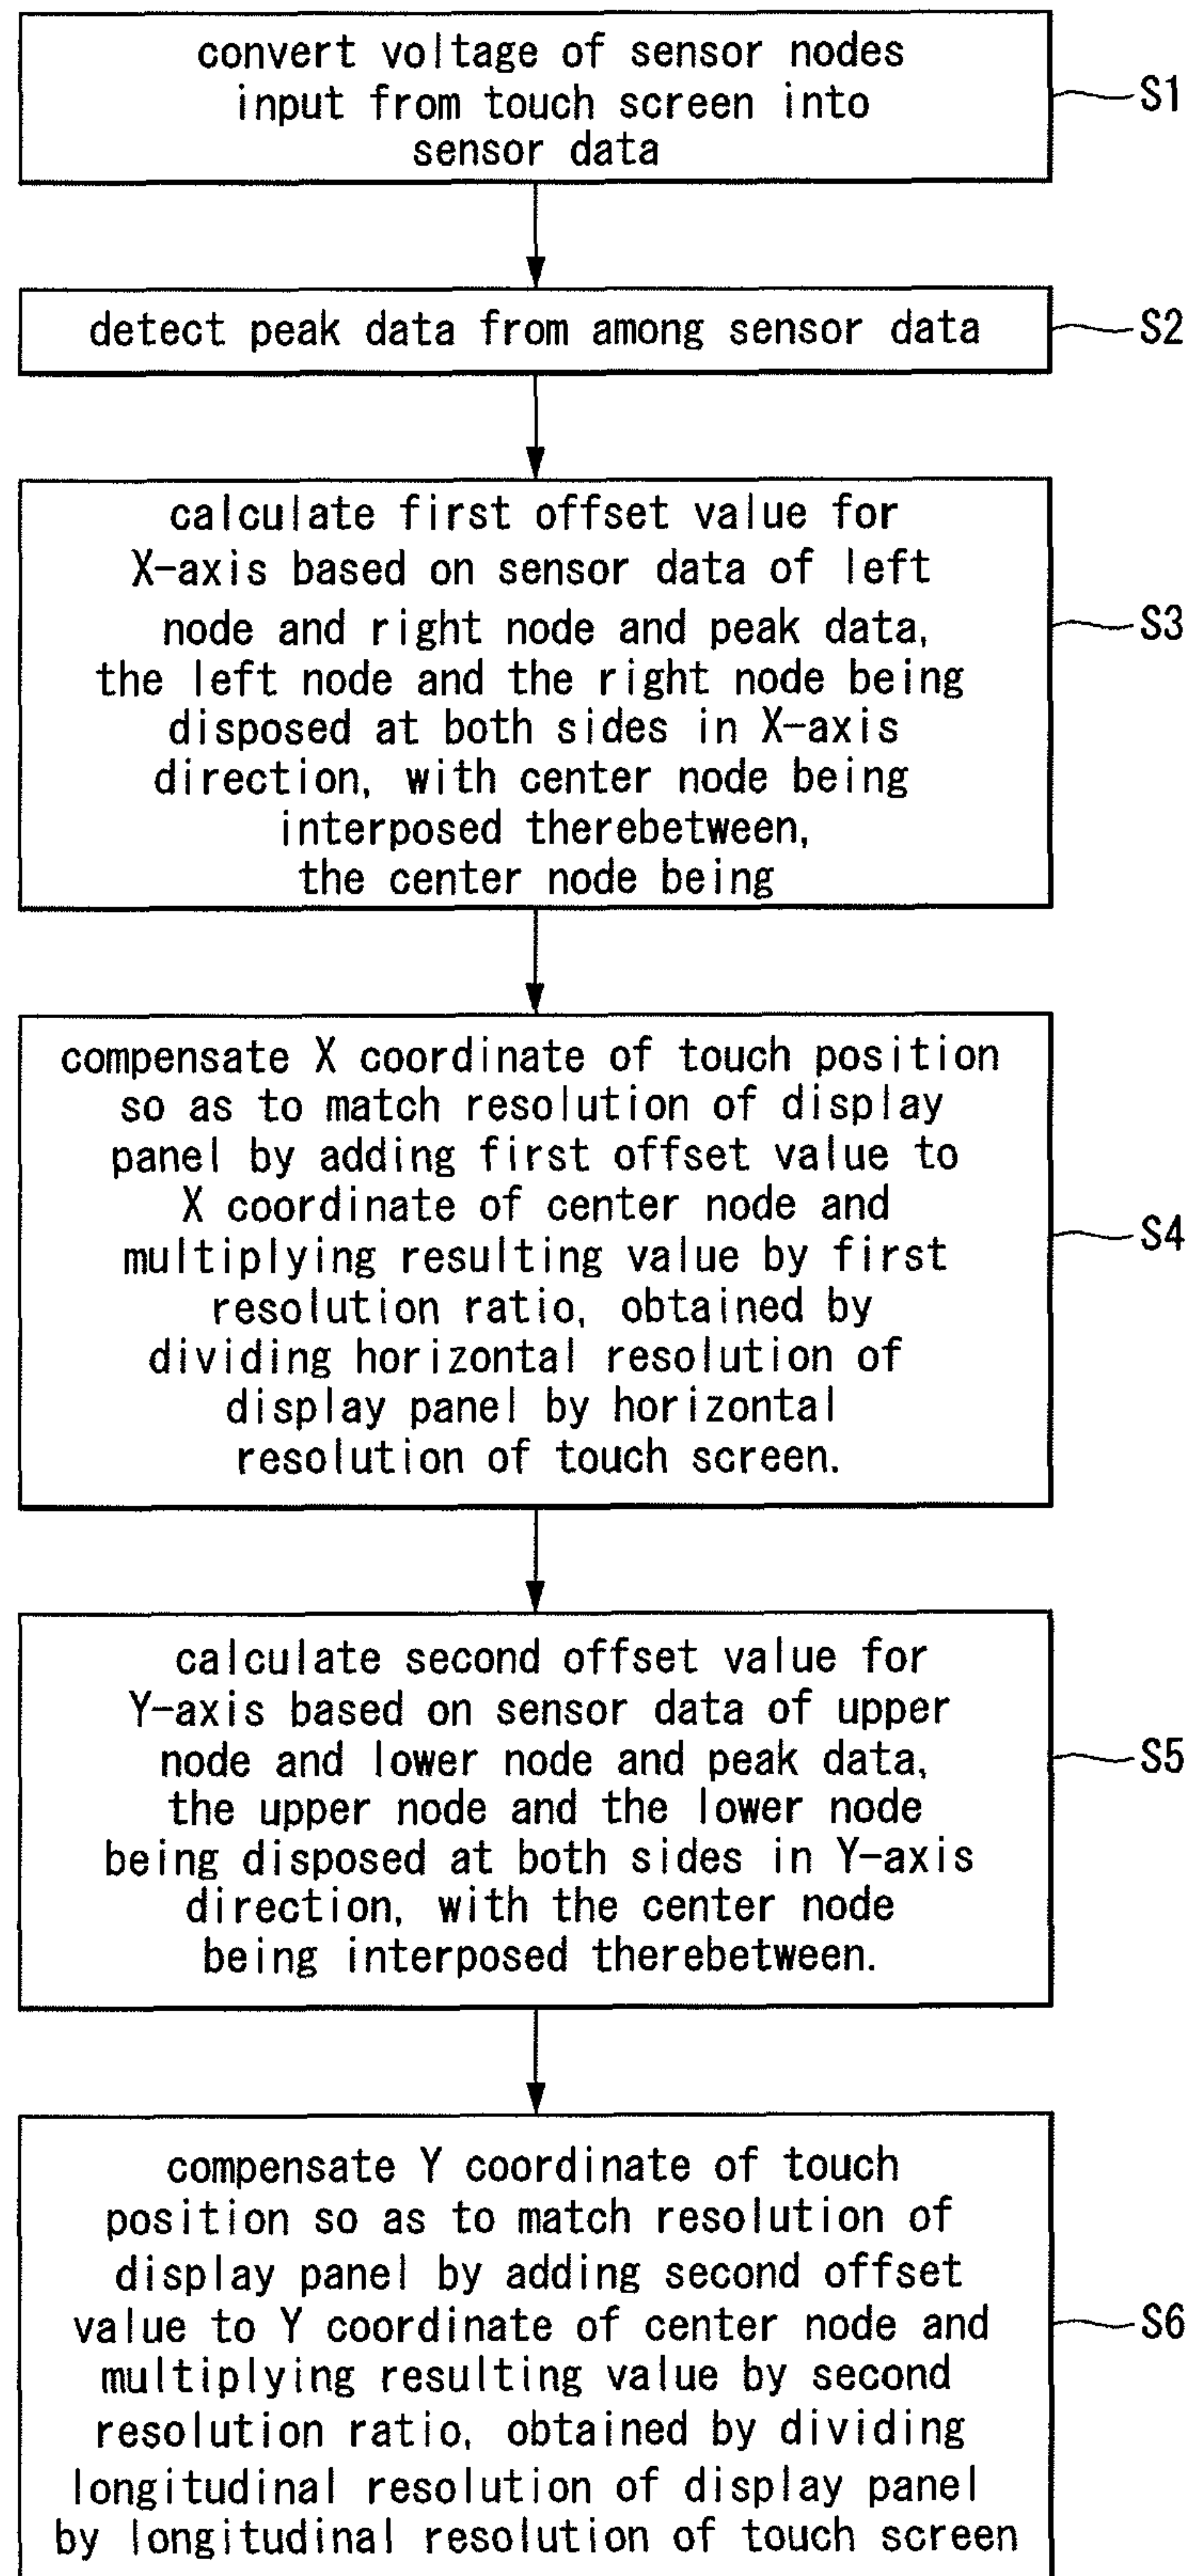 convert voltage of sensor nodes
input from touch screen into
sensor data
S1
detect peak data from among sensor data
S2
calculate first offset value for
X-axis based on sensor data of left
node and right node and peak data,
the left node and the right node being
disposed at both sides in X-axis
direction, with center node being
interposed therebetween,
the center node being
S3
compensate X coordinate of touch position
so as to match resolution of display
panel by adding first offset value to
X coordinate of center node and
multiplying resulting value by first
resolution ratio, obtained by
dividing horizontal resolution of
display panel by horizontal
resolution of touch screen.
S4
calculate second offset value for
Y-axis based on sensor data of upper
node and lower node and peak data,
the upper node and the lower node
being disposed at both sides in Y-axis
direction, with the center node
being interposed therebetween.
S5
compensate Y coordinate of touch
position so as to match resolution of
display panel by adding second offset
value to Y coordinate of center node and
multiplying resulting value by second
resolution ratio, obtained by dividing
longitudinal resolution of display panel
by longitudinal resolution of touch screen
S6